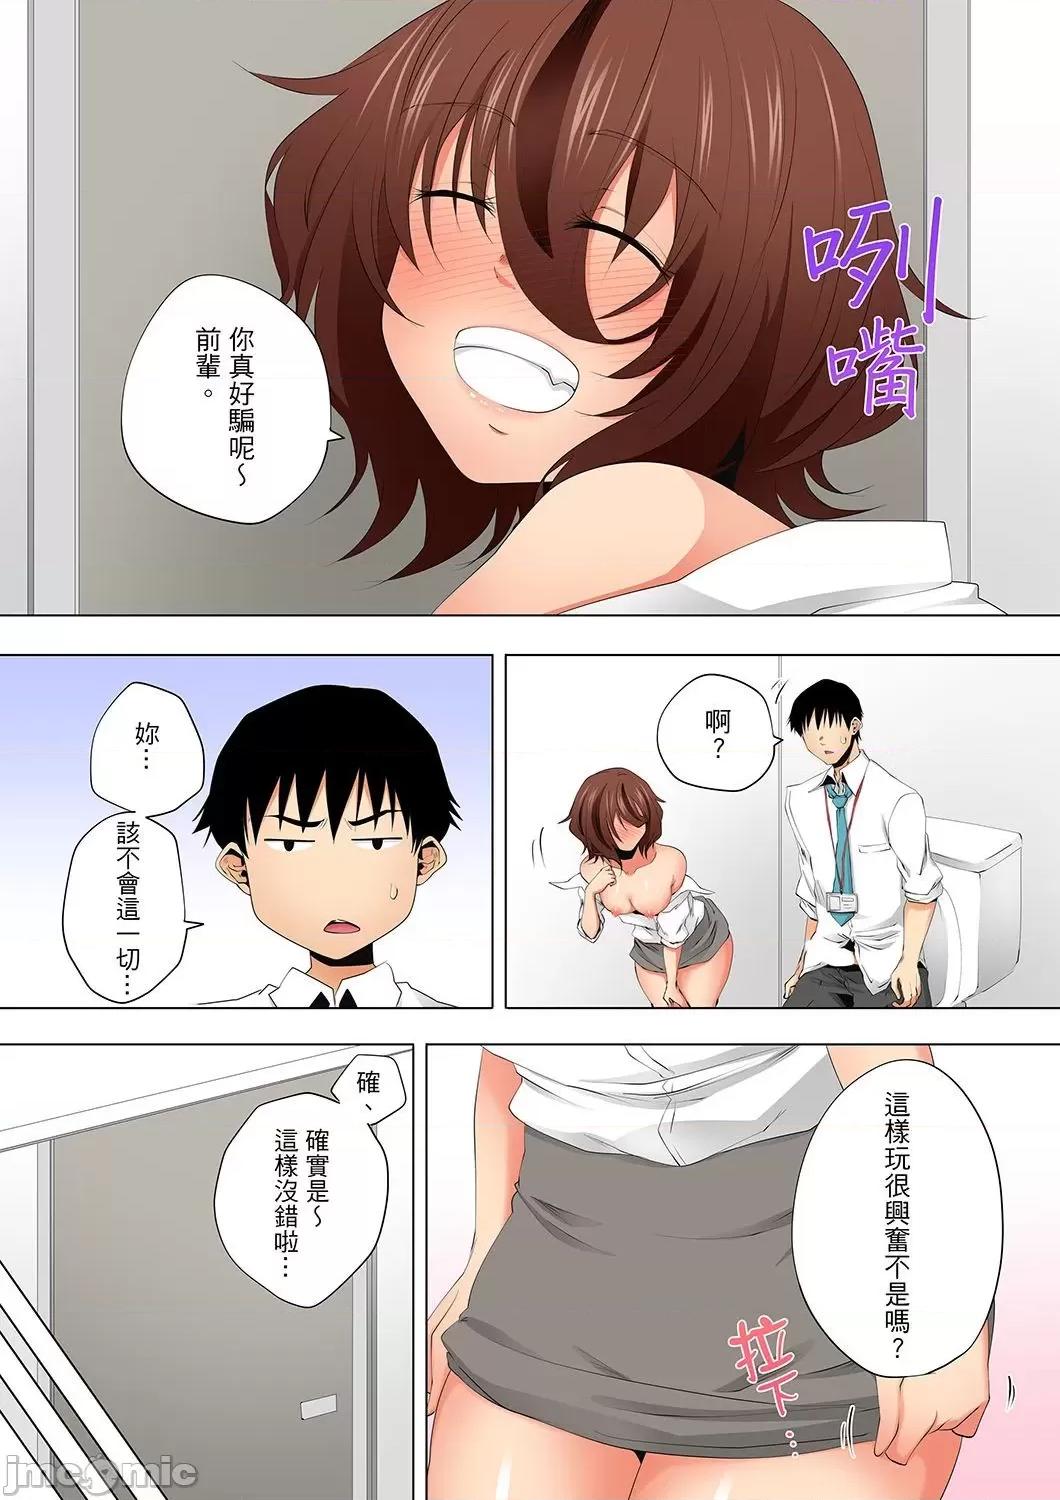 咧嘴
你真好騙呢～
前輩。
啊？
妳…
該不會這一切…
這樣玩很興奮不是嗎？
拉下…
確、
確實是～
這樣沒錯啦…
jmcomic